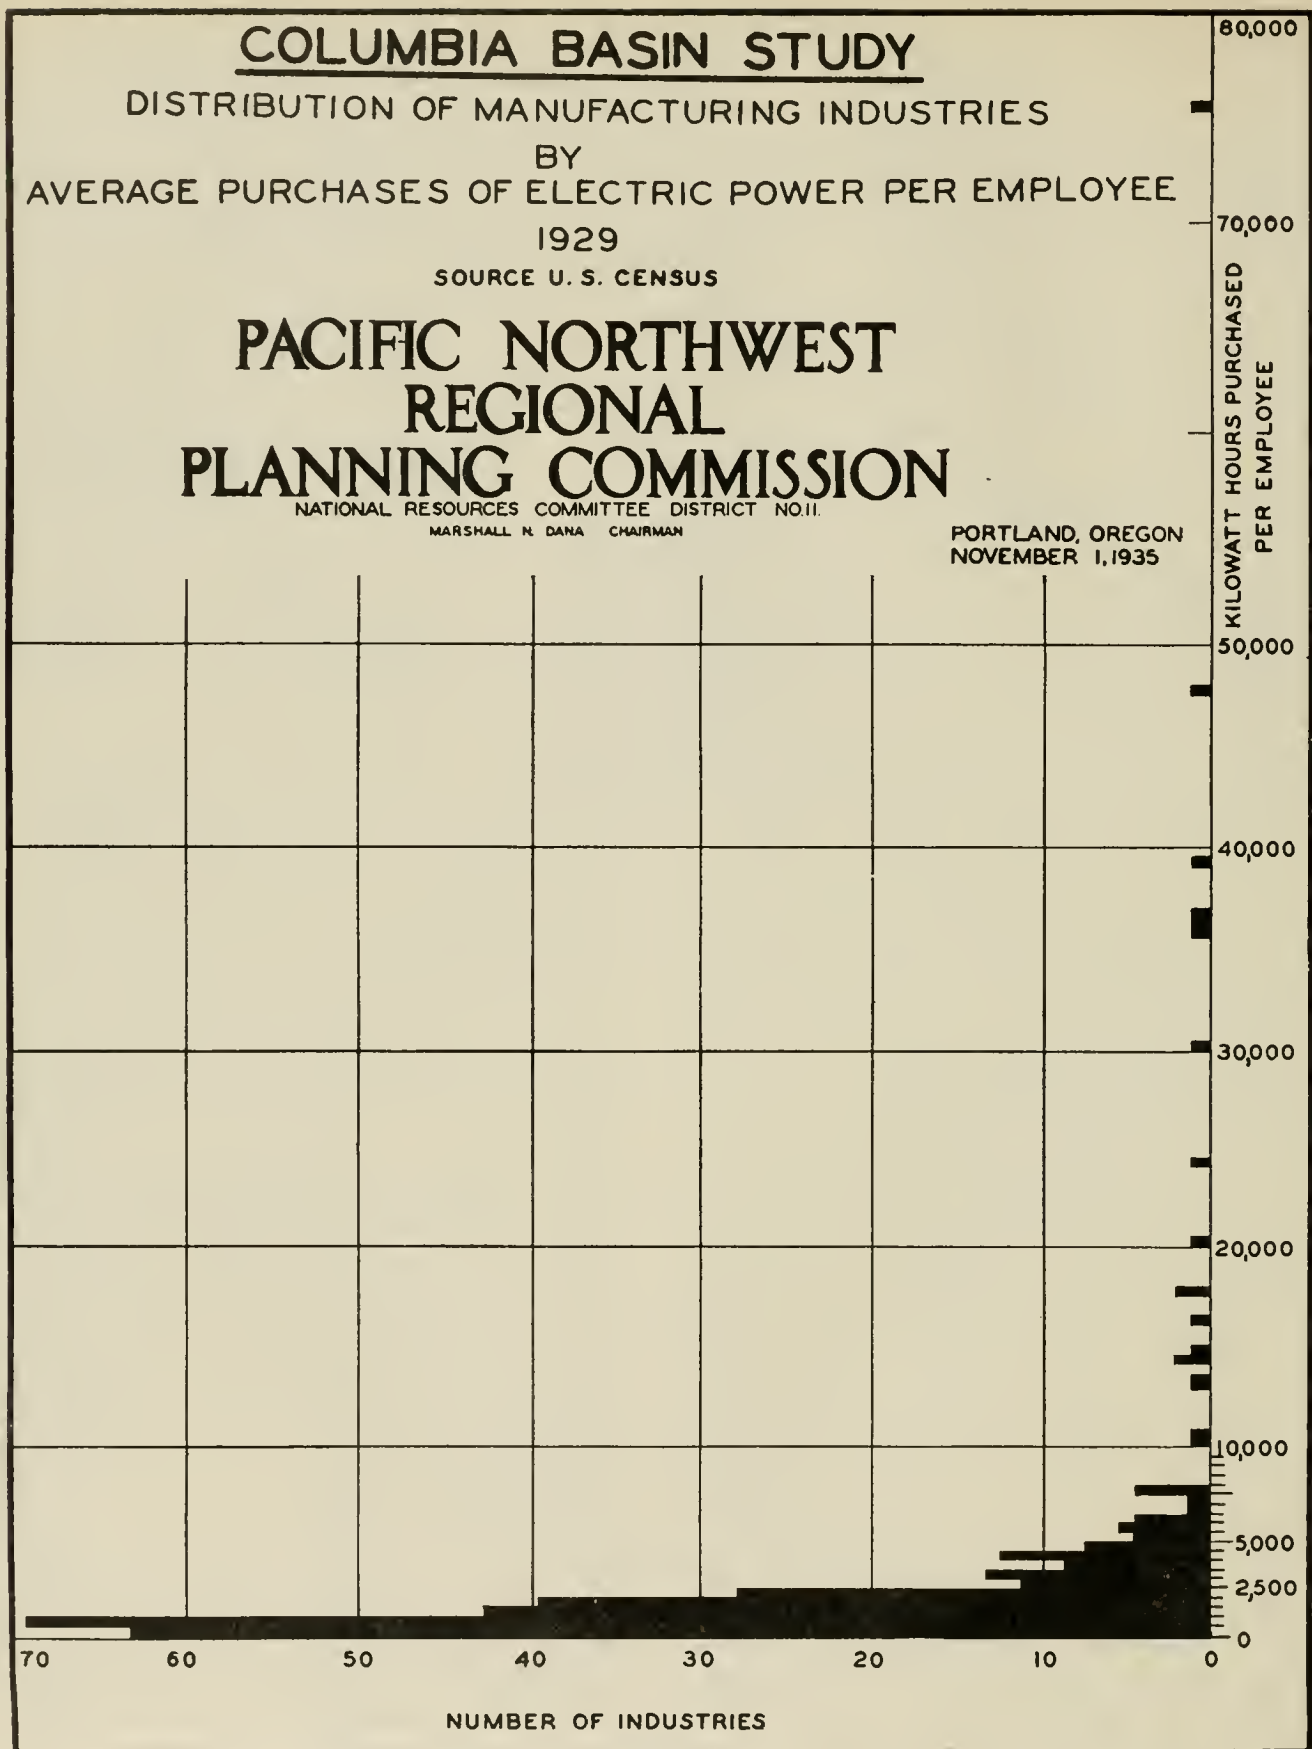 COLUMBIA BASIN STUDY
DISTRIBUTION OF MANUFACTURING INDUSTRIES
BY
AVERAGE PURCHASES OF ELECTRIC POWER PER EMPLOYEE
1929
SOURCE U. S. CENSUS
PACIFIC NORTHWEST
REGIONAL
PLANNING COMMISSION
NATIONAL RESOURCES COMMITTEE DISTRICT NO. 11.
MARSHALL N. DANA CHAIRMAN
PORTLAND, OREGON
NOVEMBER 1, 1935
KILOWATT HOURS PURCHASED
PER EMPLOYEE
80,000
70,000
50,000
40,000
30,000
20,000
10,000
5,000
2,500
0
70 60 50 40 30 20 10 0
NUMBER OF INDUSTRIES